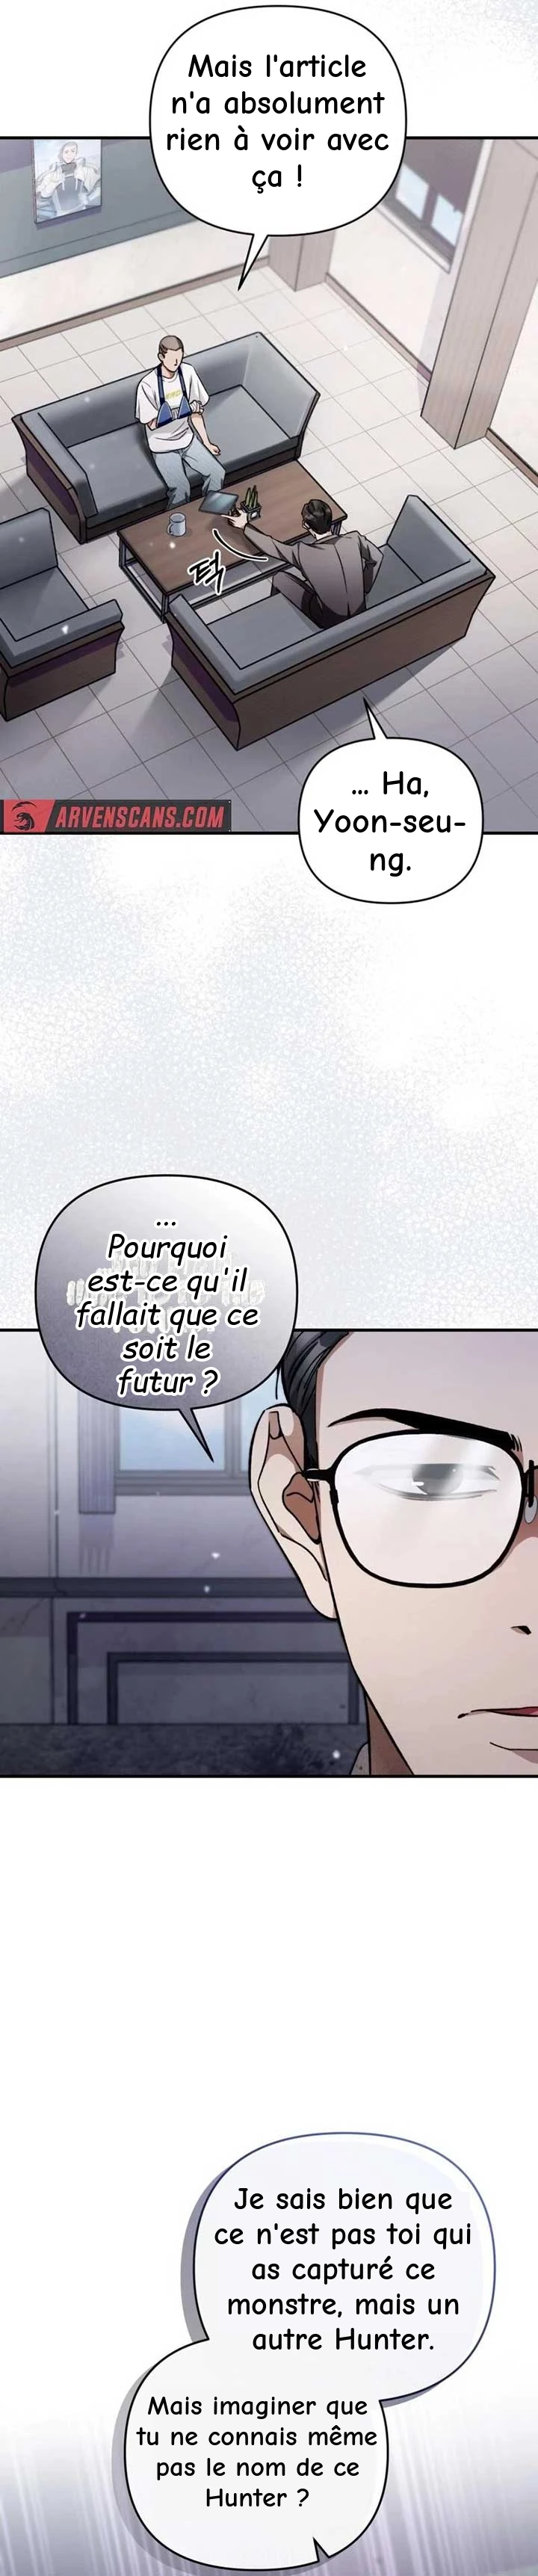 Mais l'article
n'a absolument
rien à voir avec
ça !
턱
ARVENSCANS.COM
... Ha,
Yoon-seu-
ng.
...
Pourquoi
est-ce qu'il
fallait que ce
soit le
futur ?
Je sais bien que
ce n'est pas toi qui
as capturé ce
monstre, mais un
autre Hunter.
Mais imaginer que
tu ne connais même
pas le nom de ce
Hunter ?